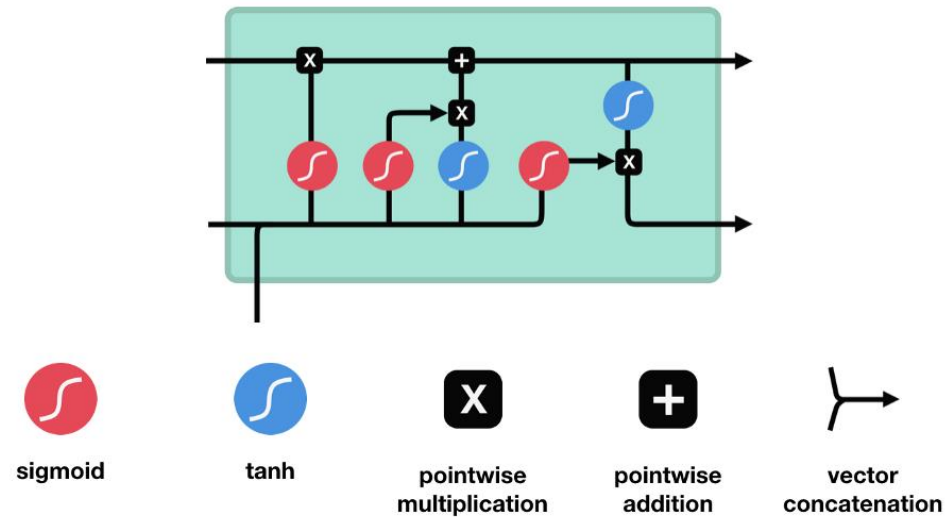 X
+
X
X
X
+
sigmoid
tanh
pointwise
multiplication
pointwise
addition
vector
concatenation